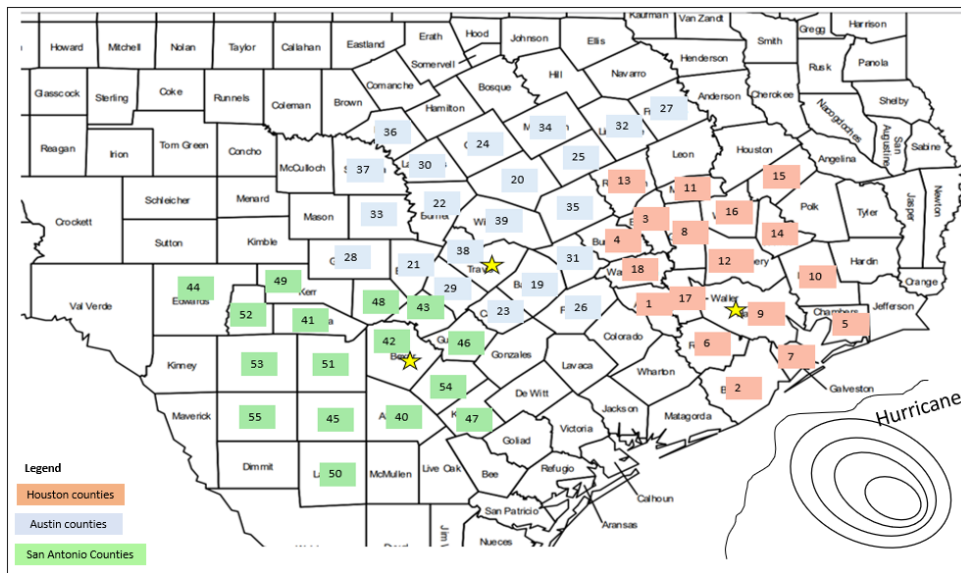 Kaufman
Van Zandt
Gregg
Harrison
Howard
Mitchell
Nolan
Taylor
Callahan
Eastland
Erath
Hood
Johnson
Ellis
Smith
Somervell
Henderson
Rusk
Panola
Glasscock
Sterling
Coke
Runnels
Coleman
Brown
Comanche
Bosque
Hill
Navarro
Anderson
Cherokee
Shelby
Hamilton
Nacogdoches
San
Augustine
Sabine
Reagan
Irion
Tom Green
Concho
McCulloch
Leon
Houston
Angelina
36
24
34
32
27
37
30
25
20
13
11
15
Schleicher
Menard
Mason
Crockett
Sutton
Kimble
33
22
39
35
3
16
Polk
Tyler
Jasper
Newton
4
8
14
28
21
38
31
18
12
10
Hardin
Orange
Val Verde
Edwards
44
49
Kerr
29
19
52
41
48
43
23
26
1
17
Waller
9
Chambers
5
Jefferson
Colorado
Kinney
53
51
42
46
Gonzales
Lavaca
Wharton
6
7
2
Galveston
Maverick
55
45
40
54
47
De Witt
Jackson
Matagorda
Victoria
Goliad
Hurricane
Dimmit
50
McMullen
Live Oak
Bee
Refugio
Calhoun
San Patricio
Aransas
Nueces
Legend
Houston counties
Austin counties
San Antonio Counties